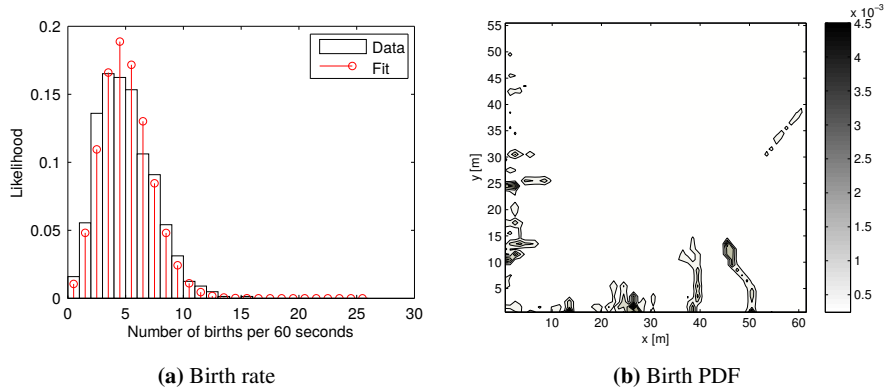 0.2
0.15
0.1
0.05
0
Likelihood
Data
Fit
0 5 10 15 20 25 30
Number of births per 60 seconds
(a) Birth rate
55
50
45
40
35
30
25
20
15
10
5
y [m]
10 20 30 40 50 60
x [m]
x 10⁻³
4.5
4
3.5
3
2.5
2
1.5
1
0.5
(b) Birth PDF